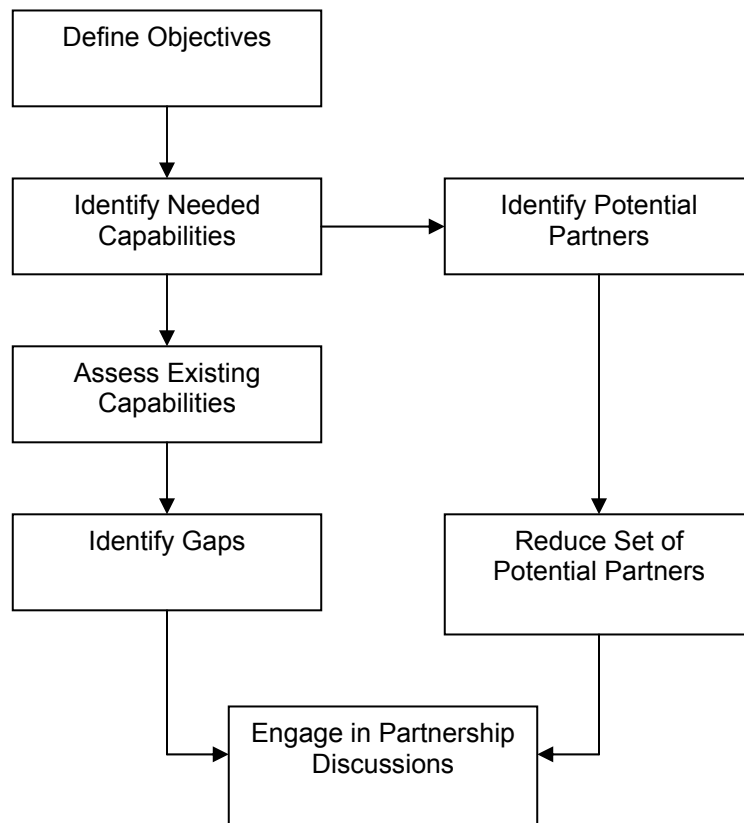 Define Objectives
Identify Needed
Capabilities
Identify Potential
Partners
Assess Existing
Capabilities
Identify Gaps
Reduce Set of
Potential Partners
Engage in Partnership
Discussions